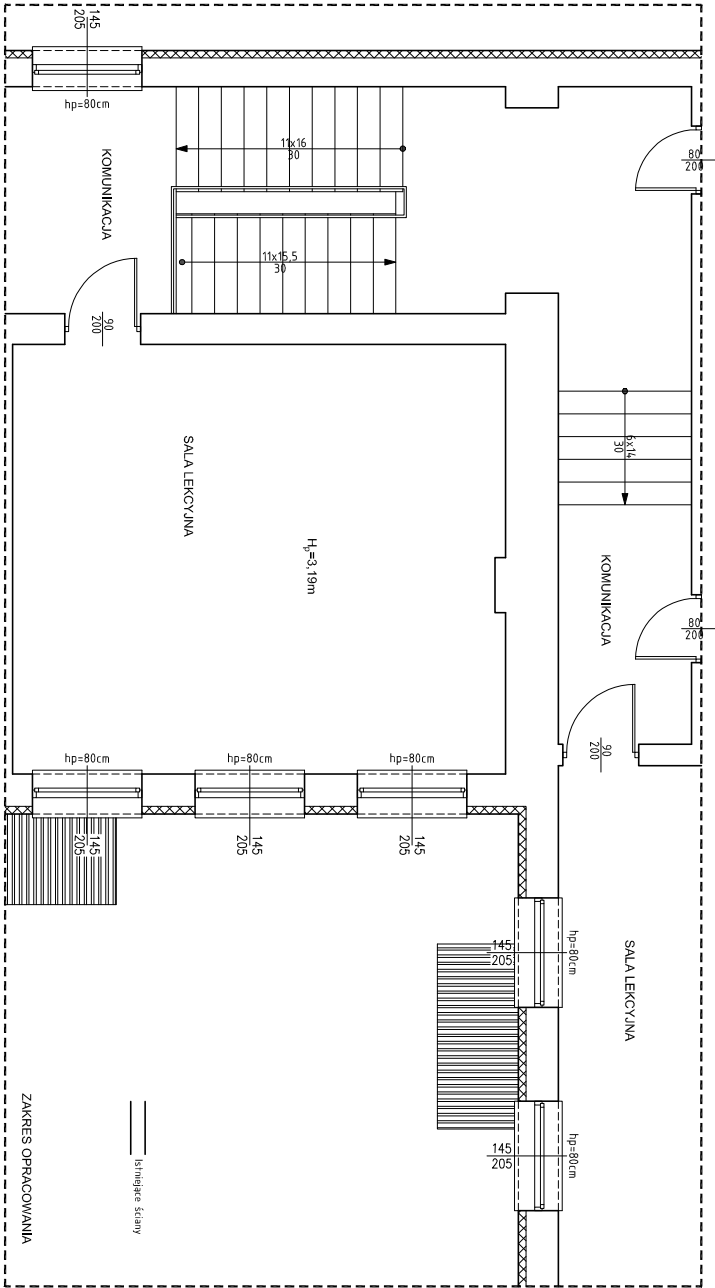 145
205
hp=80cm
KOMUNIKACJA
11x16
30
11x15,5
30
80
200
90
200
6x14
30
SALA LEKCYJNA
Hp=3,19m
KOMUNIKACJA
80
200
90
200
hp=80cm
hp=80cm
hp=80cm
145
205
145
205
145
205
145
205
hp=80cm
SALA LEKCYJNA
145
205
hp=80cm
Istniejące ściany
ZAKRES OPRACOWANIA